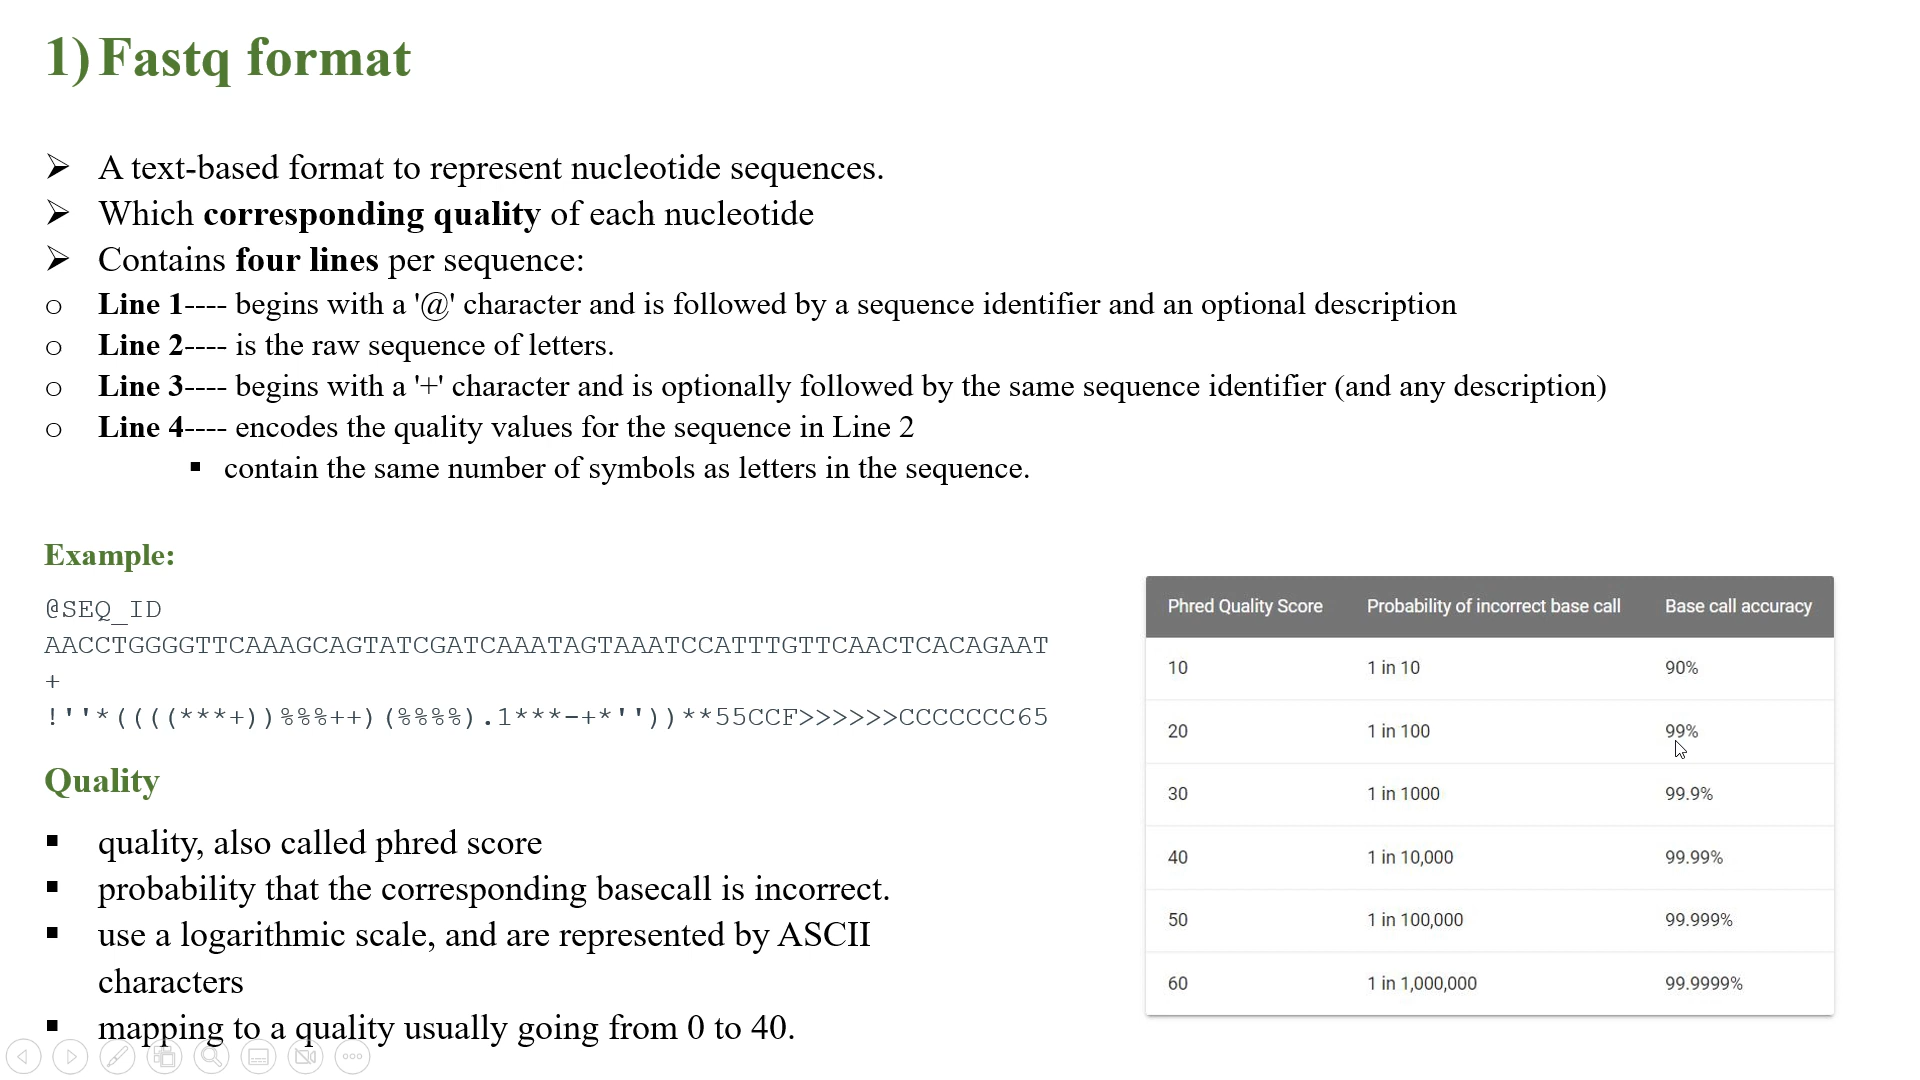 1) Fastq format
➢ A text-based format to represent nucleotide sequences.
➢ Which corresponding quality of each nucleotide
➢ Contains four lines per sequence:
o Line 1---- begins with a '@' character and is followed by a sequence identifier and an optional description
o Line 2---- is the raw sequence of letters.
o Line 3---- begins with a '+' character and is optionally followed by the same sequence identifier (and any description)
o Line 4---- encodes the quality values for the sequence in Line 2
▪ contain the same number of symbols as letters in the sequence.
Example:
@SEQ_ID
AACCTGGGGTTCAAAGCAGTATCGATCAAATAGTAAATCCATTTGTTCAACTCACAGAAT
+
!''*((((***+))%%%++)(%%%%).1***-+*''))**55CCF>>>>>>CCCCCCC65
Quality
▪ quality, also called phred score
▪ probability that the corresponding basecall is incorrect.
▪ use a logarithmic scale, and are represented by ASCII
characters
▪ mapping to a quality usually going from 0 to 40.
Phred Quality Score Probability of incorrect base call Base call accuracy
10 1 in 10 90%
20 1 in 100 99%
30 1 in 1000 99.9%
40 1 in 10,000 99.99%
50 1 in 100,000 99.999%
60 1 in 1,000,000 99.9999%